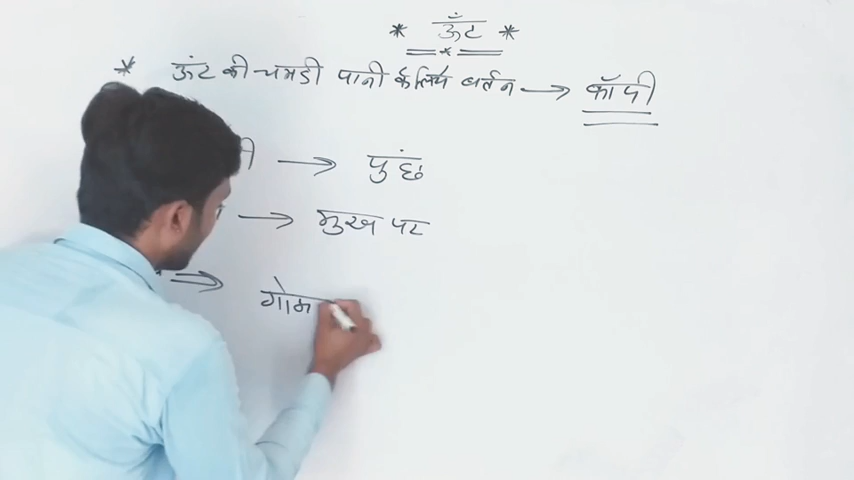 * ऊँट *
* ऊंट की चमडी पानी के लिये बर्तन → कॉपी
→ पुंछ
→ मुख पर
⇒